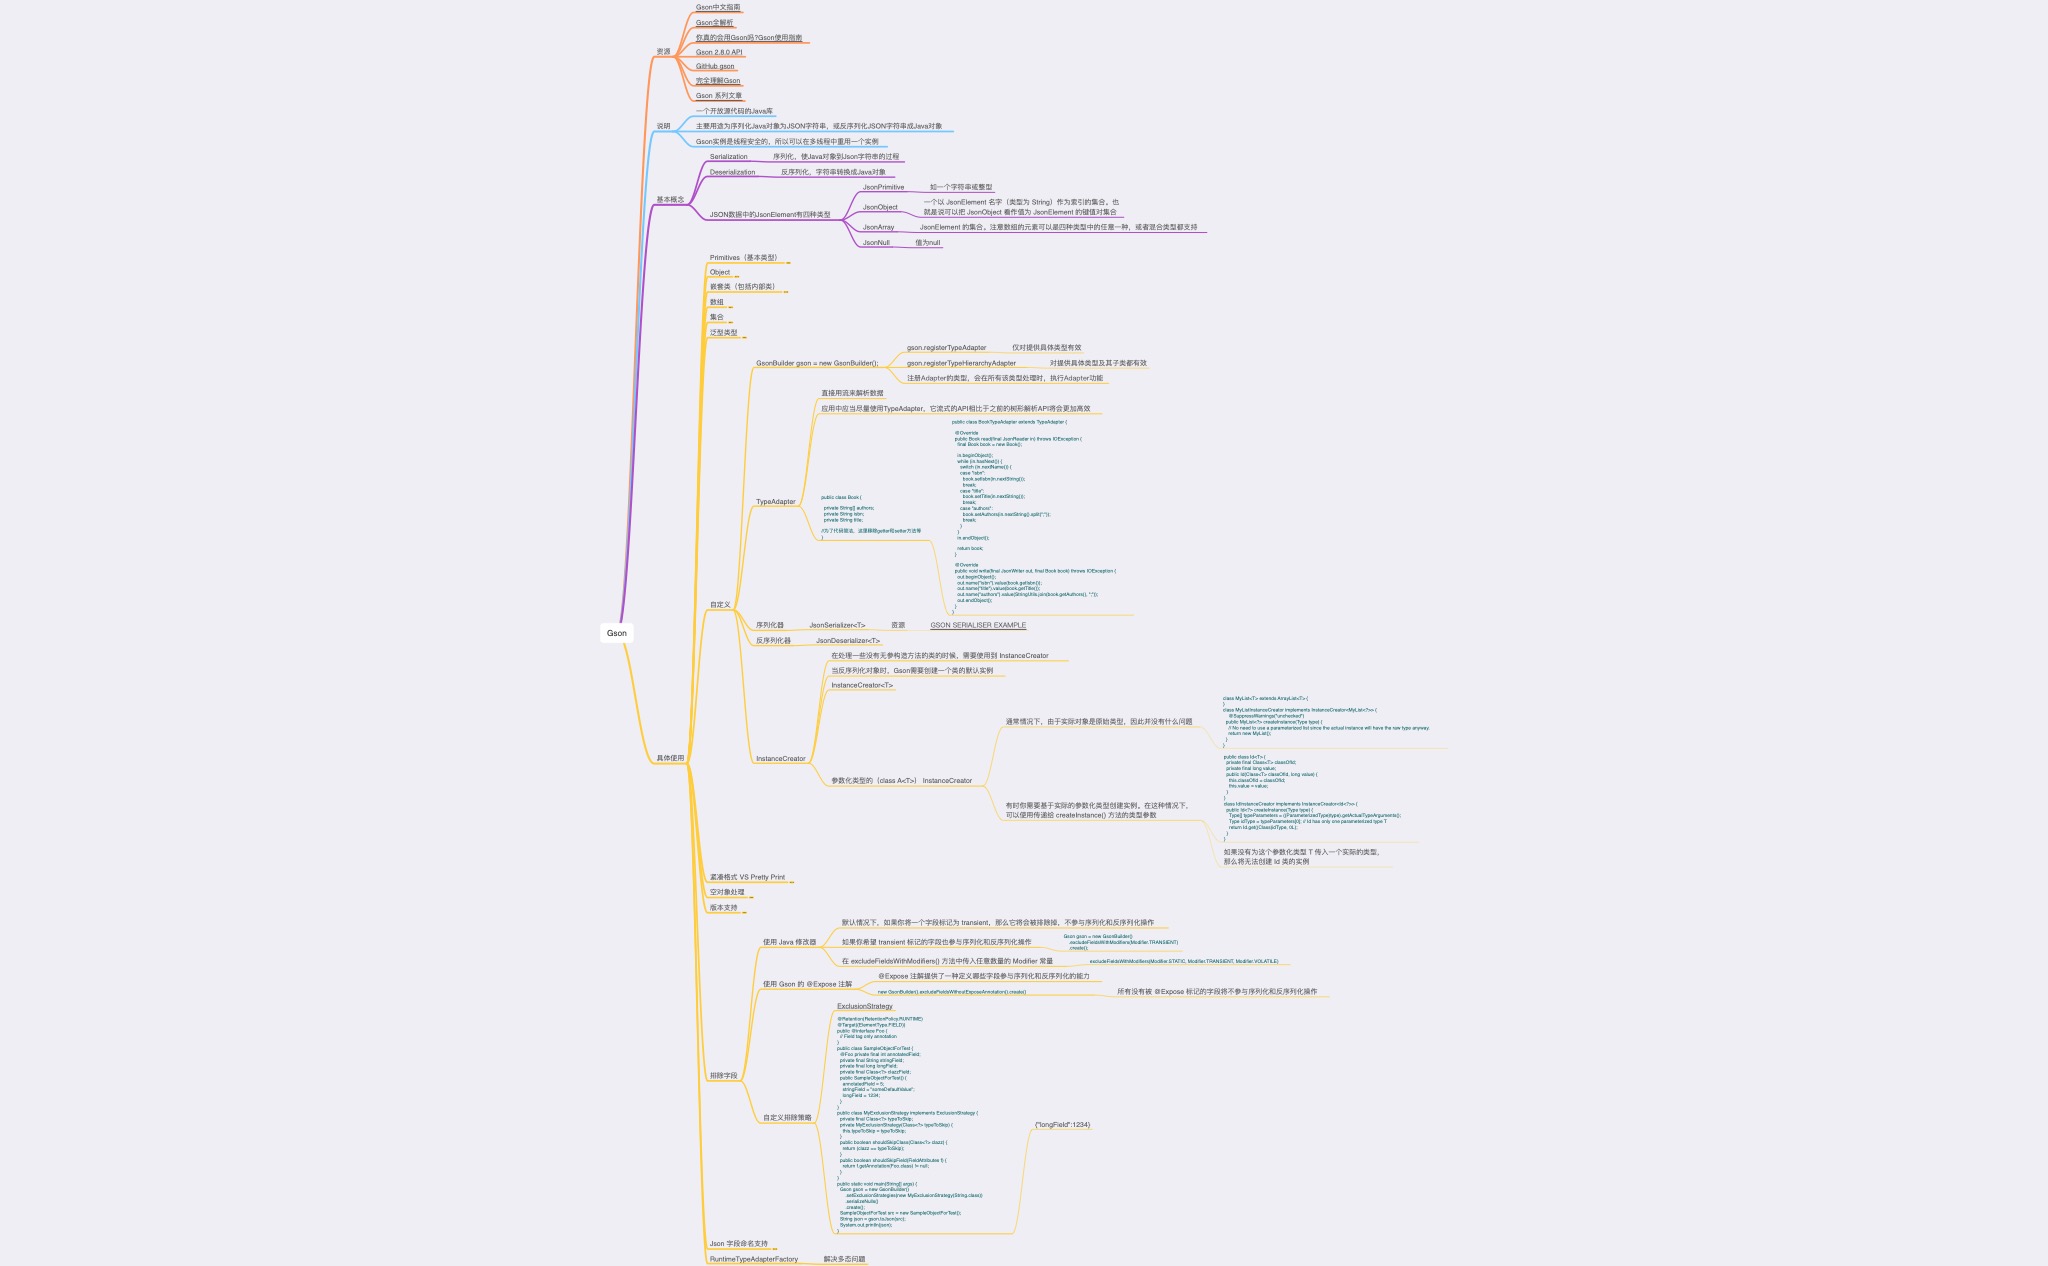 Gson中文指南
Gson全解析
你真的会用Gson吗?Gson使用指南
资源
Gson 2.8.0 API
GitHub gson
完全理解Gson
Gson 系列文章
一个开放源代码的Java库
说明
主要用途为序列化Java对象为JSON字符串，或反序列化JSON字符串成Java对象
Gson实例是线程安全的，所以可以在多线程中重用一个实例
Serialization
序列化，使Java对象到Json字符串的过程
Deserialization
反序列化，字符串转换成Java对象
基本概念
JSON数据中的JsonElement有四种类型
JsonPrimitive
如一个字符串或整型
JsonObject
一个以 JsonElement 名字（类型为 String）作为索引的集合。也
就是说可以把 JsonObject 看作值为 JsonElement 的键值对集合
JsonArray
JsonElement 的集合。注意数组的元素可以是四种类型中的任意一种，或者混合类型都支持
JsonNull
值为null
Gson
具体使用
Primitives（基本类型）
Object
嵌套类（包括内部类）
数组
集合
泛型类型
自定义
GsonBuilder gson = new GsonBuilder();
gson.registerTypeAdapter
仅对提供具体类型有效
gson.registerTypeHierarchyAdapter
对提供具体类型及其子类都有效
注册Adapter的类型，会在所有该类型处理时，执行Adapter功能
TypeAdapter
直接用流来解析数据
应用中应当尽量使用TypeAdapter，它流式的API相比于之前的树形解析API将会更加高效
public class Book {
private String[] authors;
private String isbn;
private String title;
//为了代码简洁，这里移除getter和setter方法等
}
public class BookTypeAdapter extends TypeAdapter {
@Override
public Book read(final JsonReader in) throws IOException {
final Book book = new Book();
in.beginObject();
while (in.hasNext()) {
switch (in.nextName()) {
case "isbn":
book.setIsbn(in.nextString());
break;
case "title":
book.setTitle(in.nextString());
break;
case "authors":
book.setAuthors(in.nextString().split(";"));
break;
}
}
in.endObject();
return book;
}
@Override
public void write(final JsonWriter out, final Book book) throws IOException {
out.beginObject();
out.name("isbn").value(book.getIsbn());
out.name("title").value(book.getTitle());
out.name("authors").value(StringUtils.join(book.getAuthors(), ";"));
out.endObject();
}
}
序列化器
JsonSerializer<T>
资源
GSON SERIALISER EXAMPLE
反序列化器
JsonDeserializer<T>
InstanceCreator
在处理一些没有无参构造方法的类的时候，需要使用到 InstanceCreator
当反序列化对象时，Gson需要创建一个类的默认实例
InstanceCreator<T>
参数化类型的（class A<T>） InstanceCreator
通常情况下，由于实际对象是原始类型，因此并没有什么问题
class MyList<T> extends ArrayList<T> {
}
class MyListInstanceCreator implements InstanceCreator<MyList<?>> {
@SuppressWarnings("unchecked")
public MyList<?> createInstance(Type type) {
// No need to use a parameterized list since the actual instance will have the raw type anyway.
return new MyList();
}
}
有时你需要基于实际的参数化类型创建实例。在这种情况下，
可以使用传递给 createInstance() 方法的类型参数
public class Id<T> {
private final Class<T> classOfId;
private final long value;
public Id(Class<T> classOfId, long value) {
this.classOfId = classOfId;
this.value = value;
}
}
class IdInstanceCreator implements InstanceCreator<Id<?>> {
public Id<?> createInstance(Type type) {
Type[] typeParameters = ((ParameterizedType)type).getActualTypeArguments();
Type idType = typeParameters[0]; // Id has only one parameterized type T
return Id.get((Class)idType, 0L);
}
}
如果没有为这个参数化类型 T 传入一个实际的类型，
那么将无法创建 Id 类的实例
紧凑格式 VS Pretty Print
空对象处理
版本支持
排除字段
使用 Java 修改器
默认情况下，如果你将一个字段标记为 transient，那么它将会被排除掉，不参与序列化和反序列化操作
如果你希望 transient 标记的字段也参与序列化和反序列化操作
Gson gson = new GsonBuilder()
.excludeFieldsWithModifiers(Modifier.TRANSIENT)
.create();
在 excludeFieldsWithModifiers() 方法中传入任意数量的 Modifier 常量
excludeFieldsWithModifiers(Modifier.STATIC, Modifier.TRANSIENT, Modifier.VOLATILE)
使用 Gson 的 @Expose 注解
@Expose 注解提供了一种定义哪些字段参与序列化和反序列化的能力
new GsonBuilder().excludeFieldsWithoutExposeAnnotation().create()
所有没有被 @Expose 标记的字段将不参与序列化和反序列化操作
自定义排除策略
ExclusionStrategy
@Retention(RetentionPolicy.RUNTIME)
@Target({ElementType.FIELD})
public @interface Foo {
// Field tag only annotation
}
public class SampleObjectForTest {
@Foo private final int annotatedField;
private final String stringField;
private final long longField;
private final Class<?> clazzField;
public SampleObjectForTest() {
annotatedField = 5;
stringField = "someDefaultValue";
longField = 1234;
}
}
public class MyExclusionStrategy implements ExclusionStrategy {
private final Class<?> typeToSkip;
private MyExclusionStrategy(Class<?> typeToSkip) {
this.typeToSkip = typeToSkip;
}
public boolean shouldSkipClass(Class<?> clazz) {
return (clazz == typeToSkip);
}
public boolean shouldSkipField(FieldAttributes f) {
return f.getAnnotation(Foo.class) != null;
}
}
public static void main(String[] args) {
Gson gson = new GsonBuilder()
.setExclusionStrategies(new MyExclusionStrategy(String.class))
.serializeNulls()
.create();
SampleObjectForTest src = new SampleObjectForTest();
String json = gson.toJson(src);
System.out.println(json);
}
{"longField":1234}
Json 字段命名支持
RuntimeTypeAdapterFactory
解决多态问题